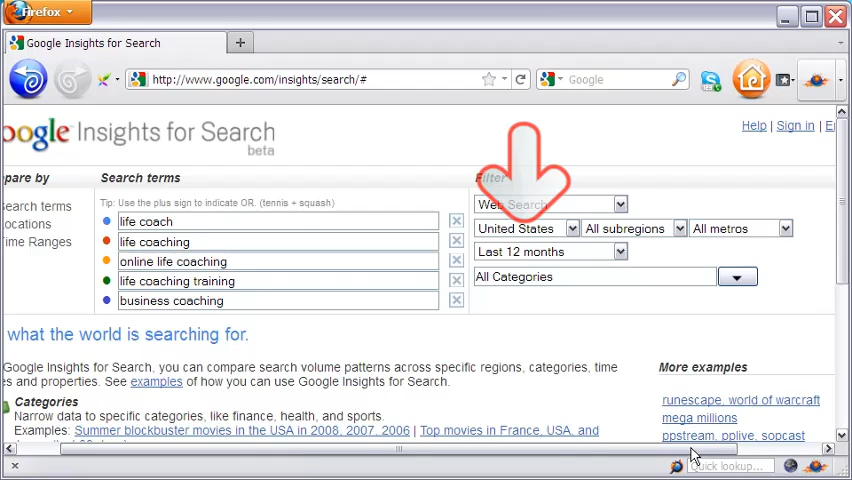 Firefox
Google Insights for Search
http://www.google.com/insights/search/#
Google
oogle Insights for Search
beta
Help | Sign in | E
pare by
Search terms
Filter
Tip: Use the plus sign to indicate OR. (tennis + squash)
Search terms
ocations
Time Ranges
life coach
life coaching
online life coaching
life coaching training
business coaching
Web Search
United States
All subregions
All metros
Last 12 months
All Categories
what the world is searching for.
Google Insights for Search, you can compare search volume patterns across specific regions, categories, time
es and properties. See examples of how you can use Google Insights for Search.
More examples
Categories
Narrow data to specific categories, like finance, health, and sports.
Examples: Summer blockbuster movies in the USA in 2008, 2007, 2006 | Top movies in France, USA, and
runescape, world of warcraft
mega millions
ppstream, pplive, sopcast
Quick lookup...